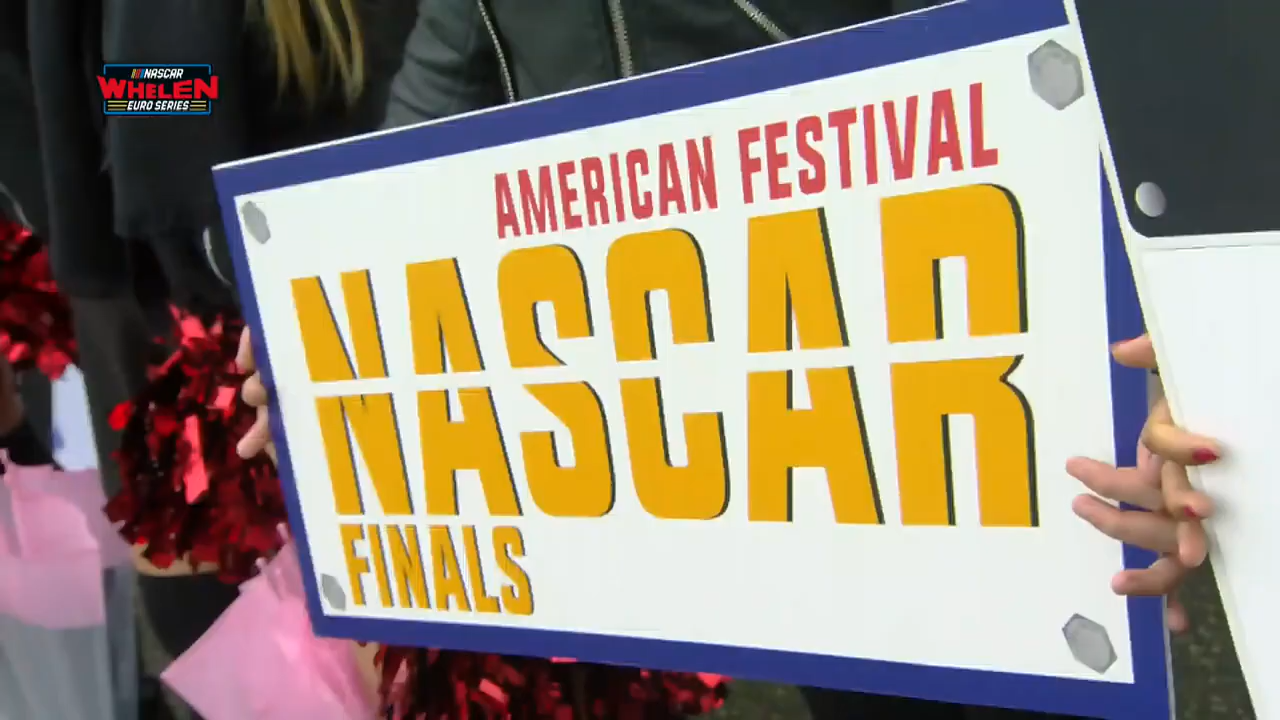 NASCAR
WHELEN
EURO SERIES
AMERICAN FESTIVAL
NASCAR
FINALS